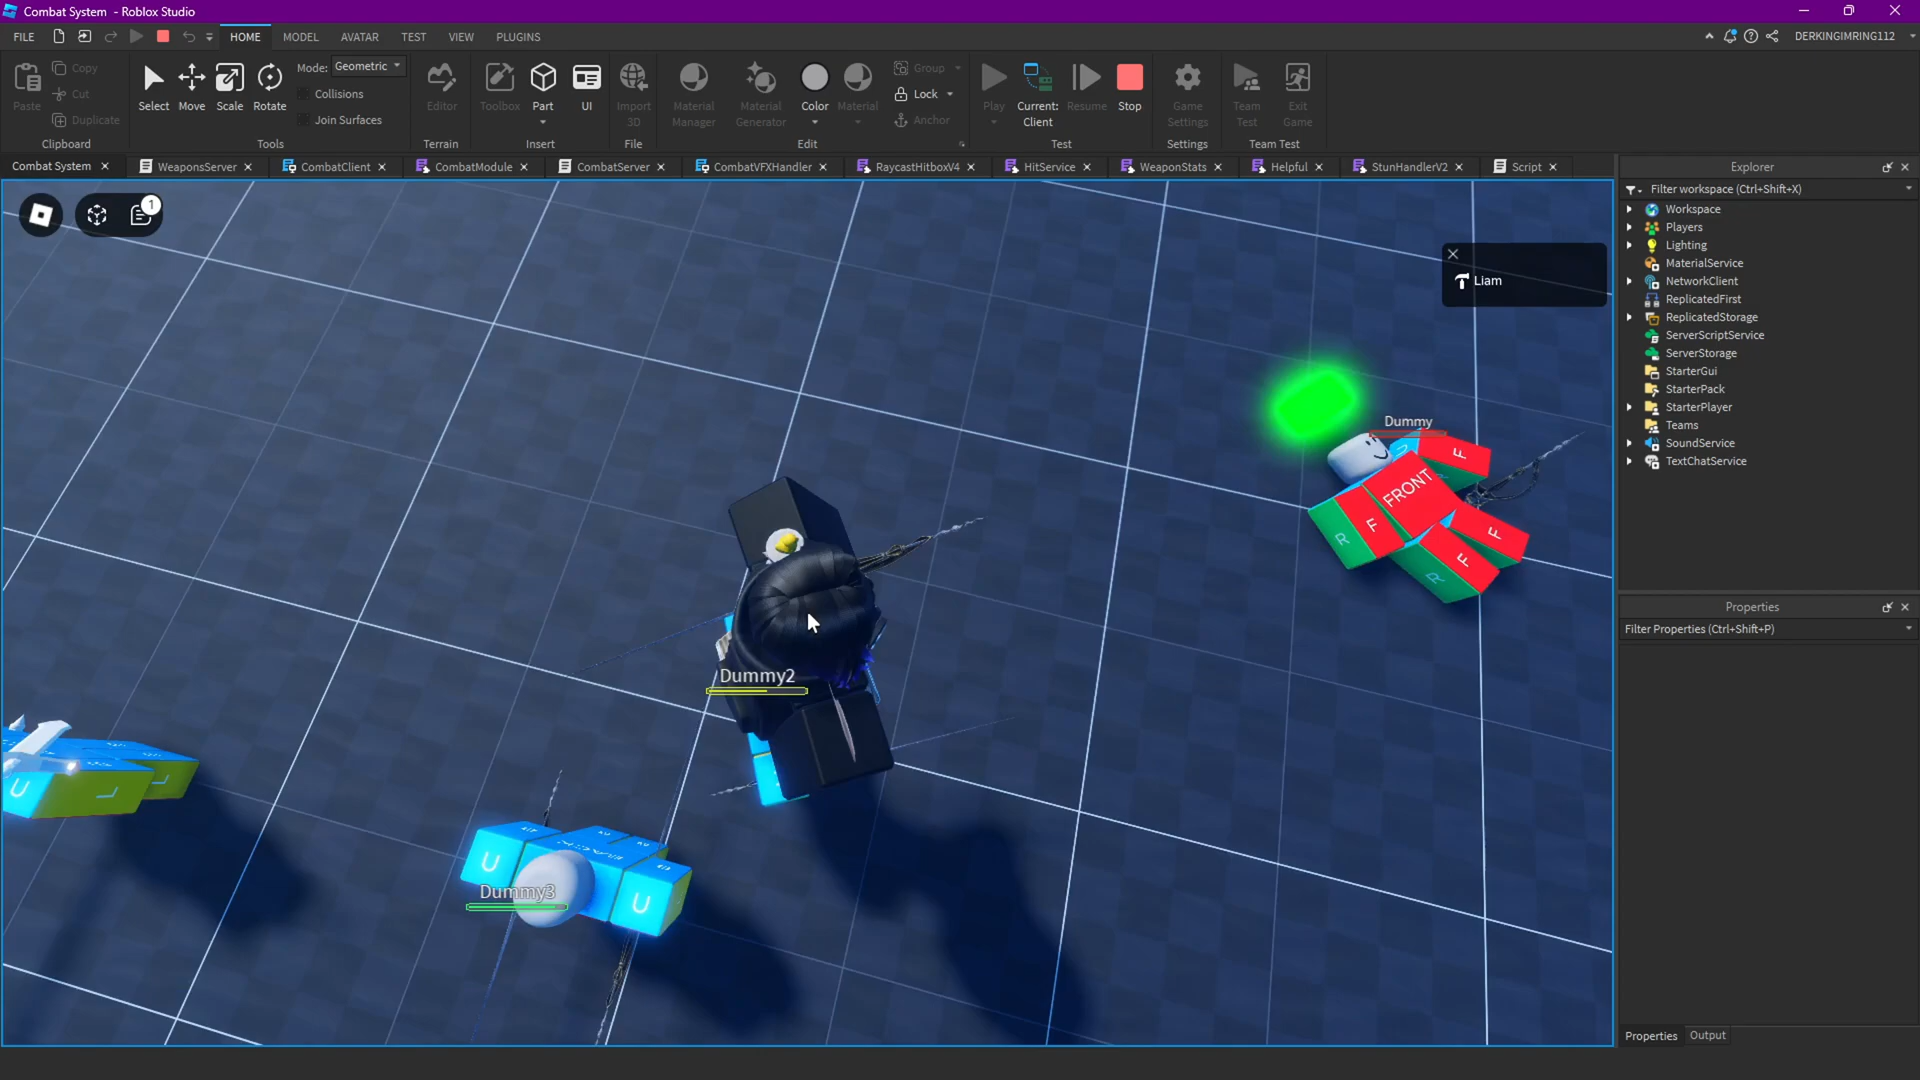 Combat System - Roblox Studio
FILE HOME MODEL AVATAR TEST VIEW PLUGINS DERKINGIMRING112
Paste Copy Cut Duplicate Clipboard
Select Move Scale Rotate Mode: Geometric Collisions Join Surfaces Tools
Editor Terrain
Toolbox Part UI Insert
Import 3D File
Material Manager Material Generator Color Material Group Lock Anchor Edit
Play Current: Client Resume Stop Test
Game Settings Settings
Team Test Exit Game Team Test
Combat System WeaponsServer CombatClient CombatModule CombatServer CombatVFXHandler RaycastHitboxV4 HitService WeaponStats Helpful StunHandlerV2 Script
1
Liam
Dummy
FRONT
F
F
F
F
R
R
U
Dummy2
Dummy3
U
U
U
L
L
Explorer
Filter workspace (Ctrl+Shift+X)
Workspace
Players
Lighting
MaterialService
NetworkClient
ReplicatedFirst
ReplicatedStorage
ServerScriptService
ServerStorage
StarterGui
StarterPack
StarterPlayer
Teams
SoundService
TextChatService
Properties
Filter Properties (Ctrl+Shift+P)
Properties Output